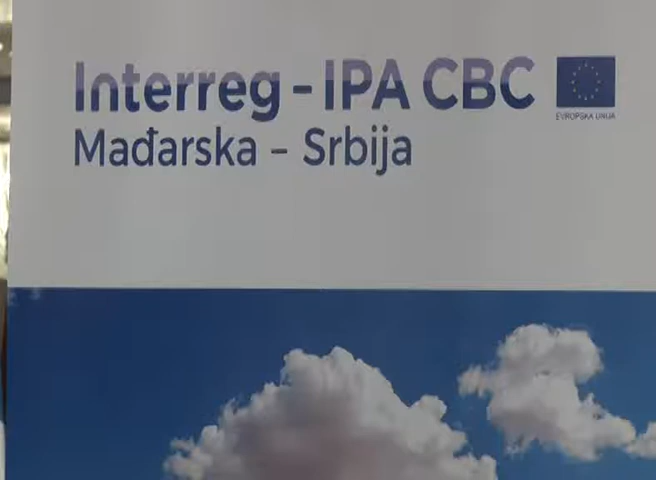 Interreg - IPA CBC
EVROPSKA UNIJA
Mađarska – Srbija